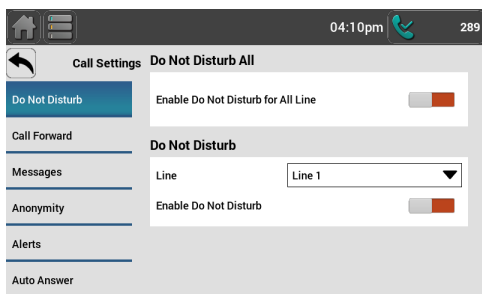 04:10pm 289
Call Settings
Do Not Disturb
Call Forward
Messages
Anonymity
Alerts
Auto Answer
Do Not Disturb All
Enable Do Not Disturb for All Line
Do Not Disturb
Line Line 1
Enable Do Not Disturb